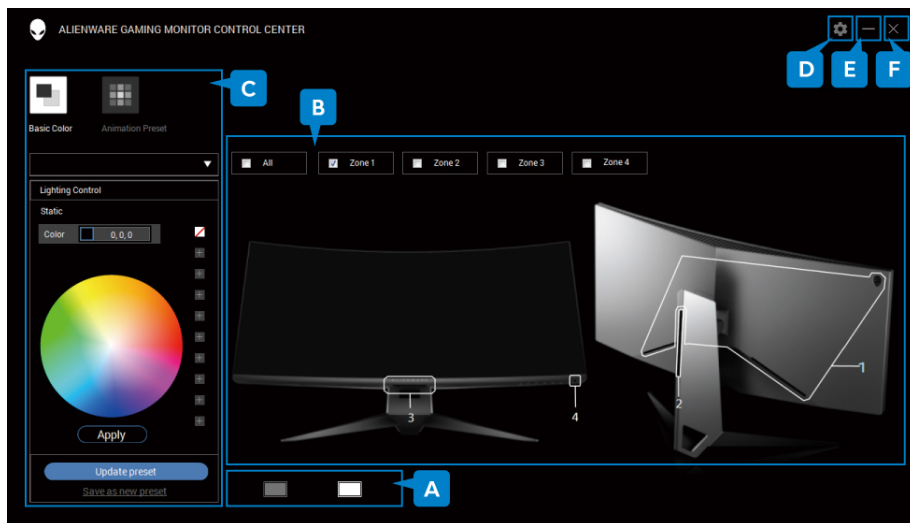 ALIENWARE GAMING MONITOR CONTROL CENTER
D E F
C
Basic Color Animation Preset
B
All Zone 1 Zone 2 Zone 3 Zone 4
Lighting Control
Static
Color 0, 0, 0
1
2
3
4
Apply
Update preset
Save as new preset
A